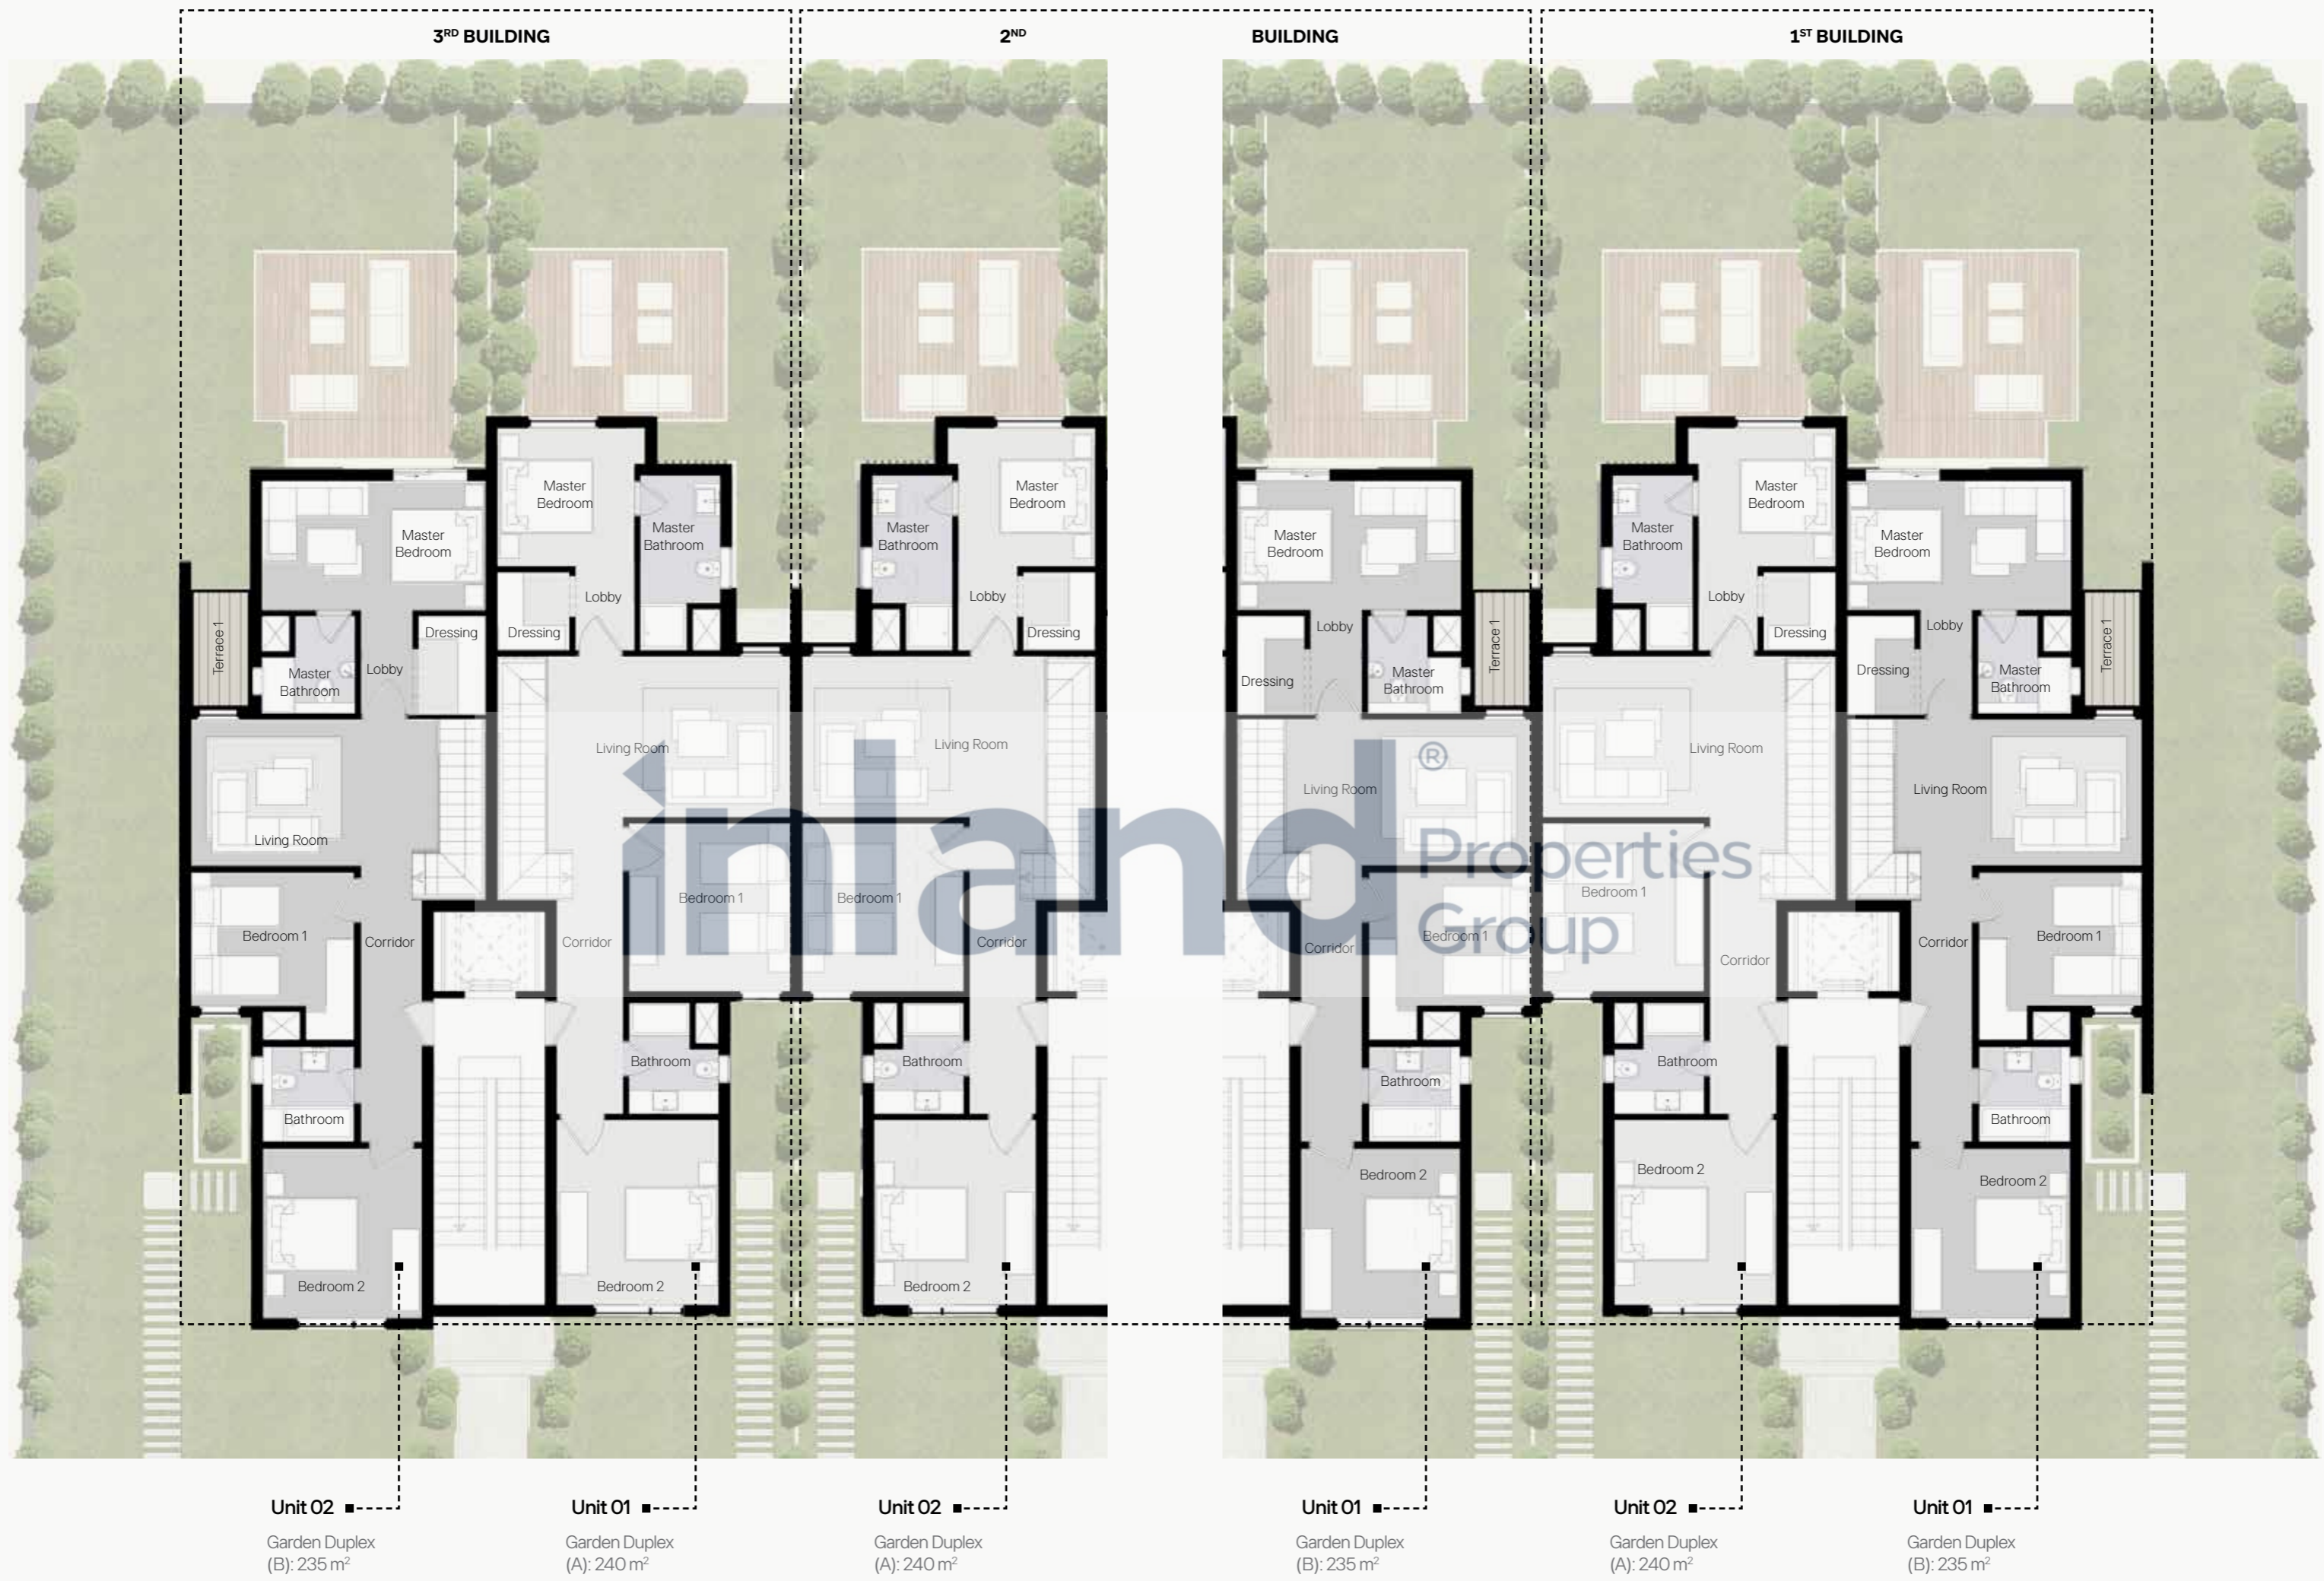 3RD BUILDING
2ND BUILDING
1ST BUILDING
Master
Bedroom
Master
Bathroom
Lobby
Dressing
Terrace 1
Living Room
Bedroom 1
Corridor
Bathroom
Bedroom 2
Master
Bedroom
Master
Bathroom
Lobby
Dressing
Living Room
Bedroom 1
Corridor
Bathroom
Bedroom 2
Master
Bedroom
Master
Bathroom
Lobby
Dressing
Living Room
Bedroom 1
Corridor
Bathroom
Bedroom 2
Master
Bedroom
Lobby
Dressing
Master
Bathroom
Terrace 1
Living Room
Bedroom 1
Corridor
Bathroom
Bedroom 2
Master
Bedroom
Master
Bathroom
Lobby
Dressing
Living Room
Bedroom 1
Corridor
Bathroom
Bedroom 2
Master
Bedroom
Lobby
Dressing
Master
Bathroom
Terrace 1
Living Room
Bedroom 1
Corridor
Bathroom
Bedroom 2
inland®
Properties
Group
Unit 02
Garden Duplex
(B): 235 m²
Unit 01
Garden Duplex
(A): 240 m²
Unit 02
Garden Duplex
(A): 240 m²
Unit 01
Garden Duplex
(B): 235 m²
Unit 02
Garden Duplex
(A): 240 m²
Unit 01
Garden Duplex
(B): 235 m²